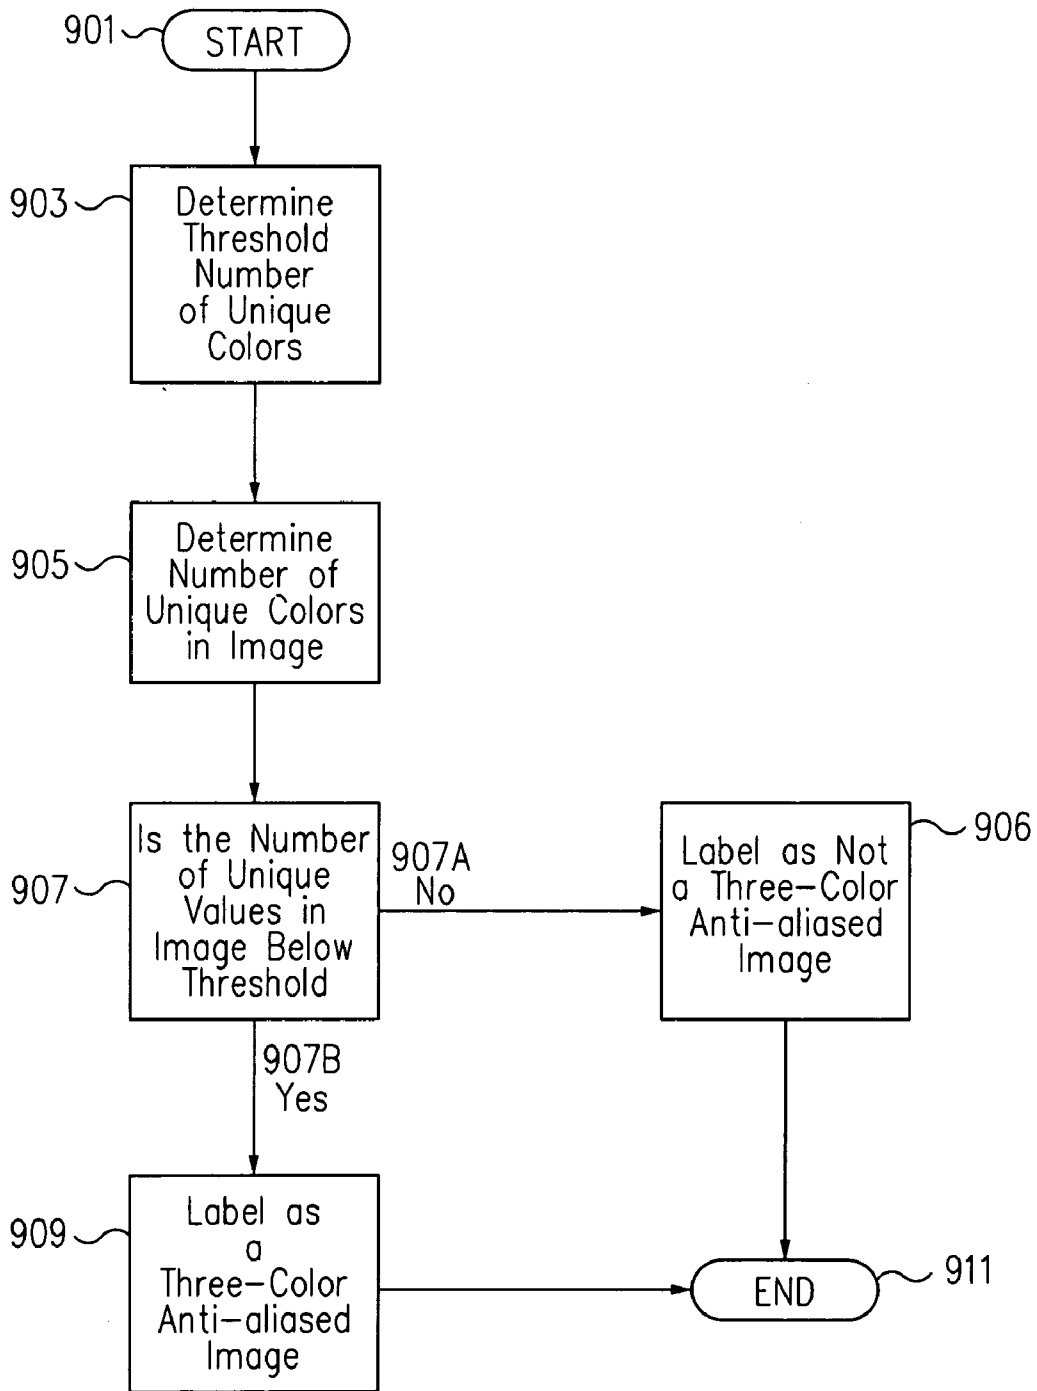 901
START
903
Determine
Threshold
Number
of Unique
Colors
905
Determine
Number of
Unique Colors
in Image
907
Is the Number
of Unique
Values in
Image Below
Threshold
907A
No
906
Label as Not
a Three-Color
Anti-aliased
Image
907B
Yes
909
Label as
a
Three-Color
Anti-aliased
Image
END
911